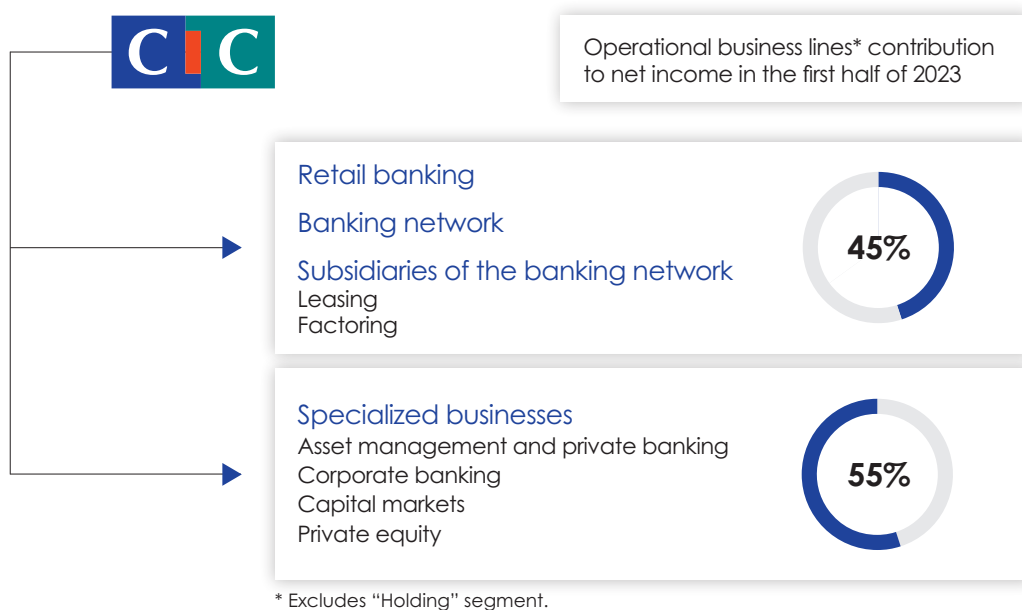 CIC
Operational business lines* contribution
to net income in the first half of 2023
Retail banking
Banking network
Subsidiaries of the banking network
Leasing
Factoring
45%
Specialized businesses
Asset management and private banking
Corporate banking
Capital markets
Private equity
55%
* Excludes “Holding” segment.